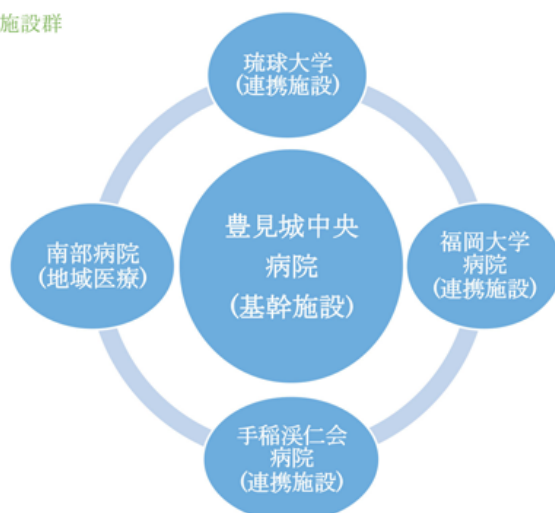 施設群
琉球大学
(連携施設)
豊見城中央
病院
(基幹施設)
南部病院
(地域医療)
福岡大学
病院
(連携施設)
手稲渓仁会
病院
(連携施設)